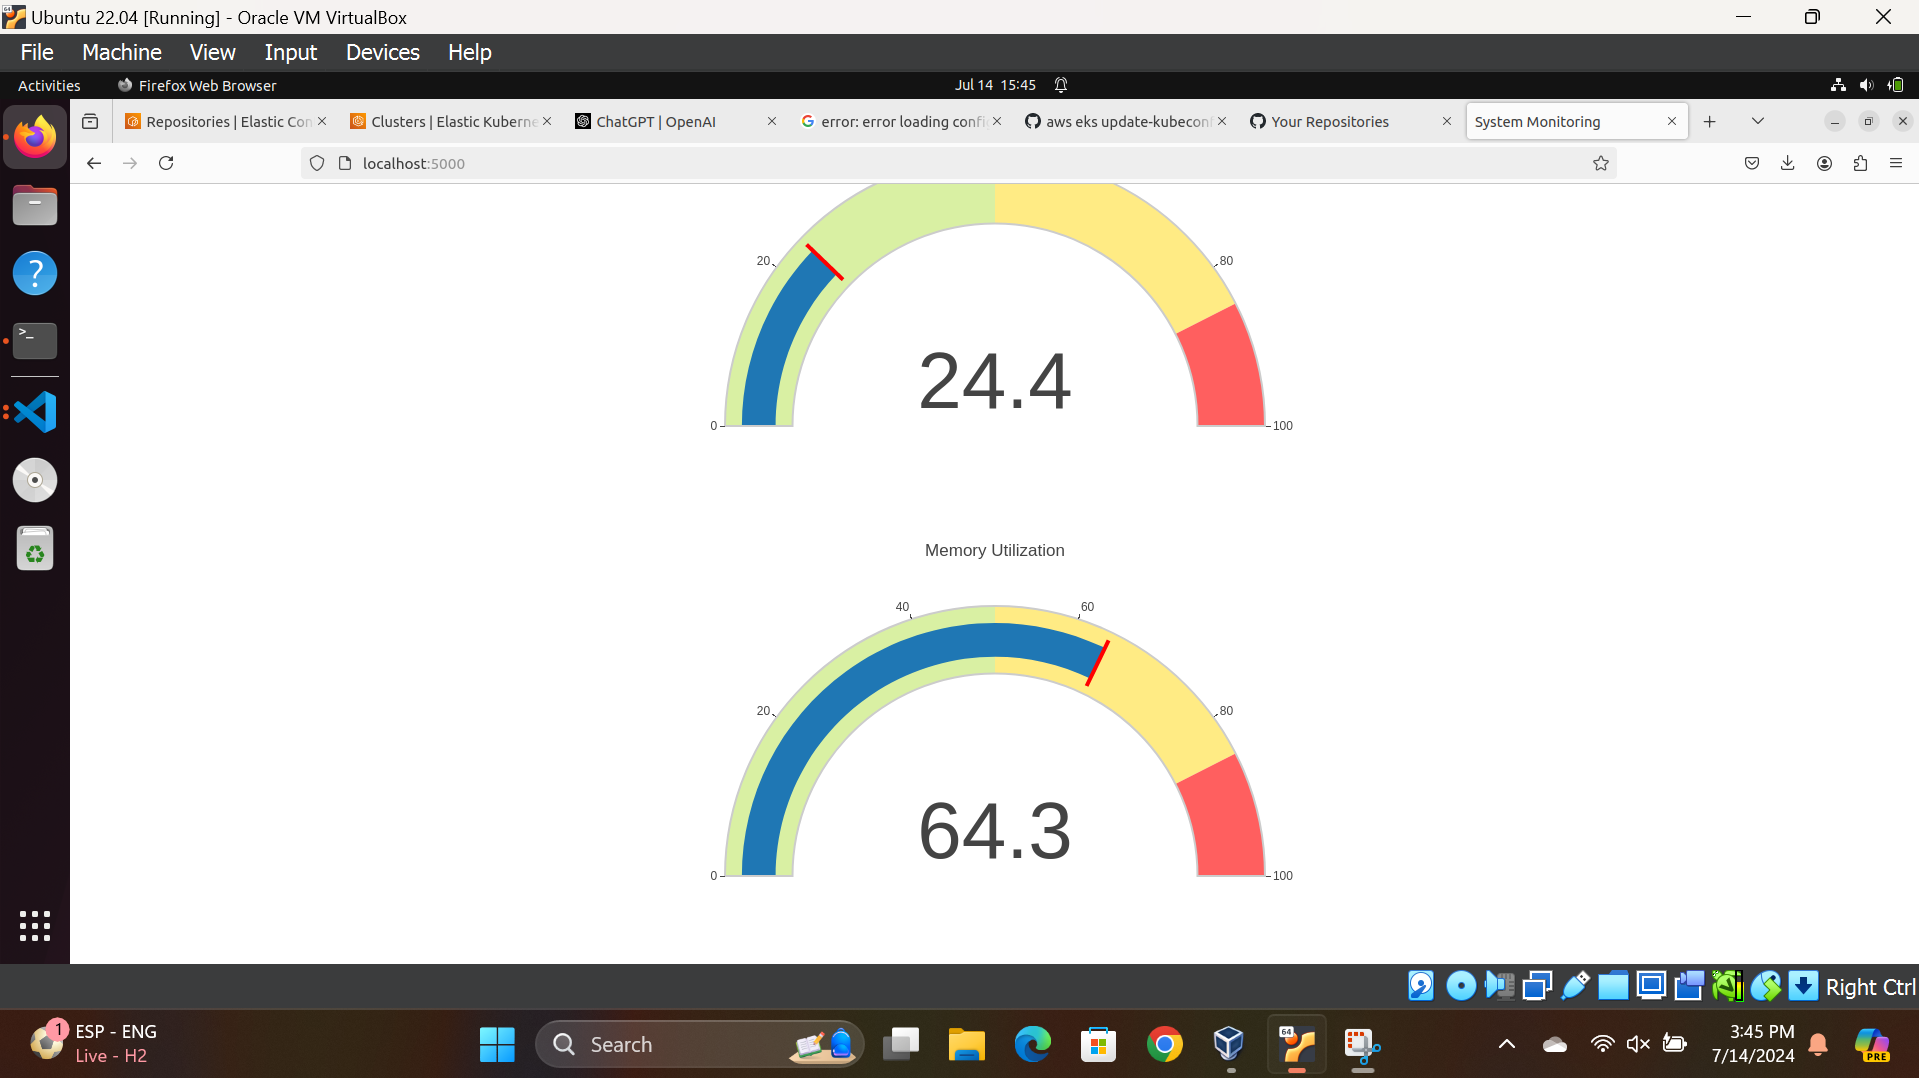 Ubuntu 22.04 [Running] - Oracle VM VirtualBox
File Machine View Input Devices Help
Activities Firefox Web Browser Jul 14 15:45
Repositories | Elastic Con Clusters | Elastic Kuberne ChatGPT | OpenAI error: error loading confi aws eks update-kubeconf Your Repositories System Monitoring
localhost:5000
20 80
24.4
0 100
Memory Utilization
40 60
20 80
64.3
0 100
Right Ctrl
1 ESP - ENG
Live - H2
Search
64
3:45 PM
7/14/2024
PRE